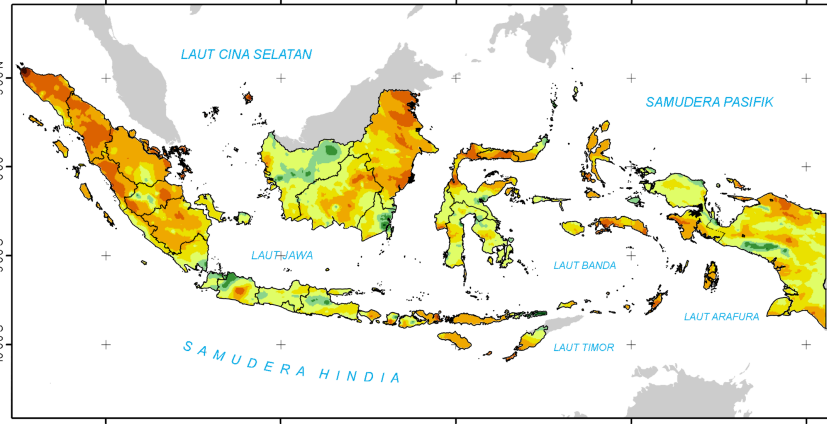 LAUT CINA SELATAN
SAMUDERA PASIFIK
LAUT JAWA
LAUT BANDA
LAUT ARAFURA
LAUT TIMOR
SAMUDERA HINDIA